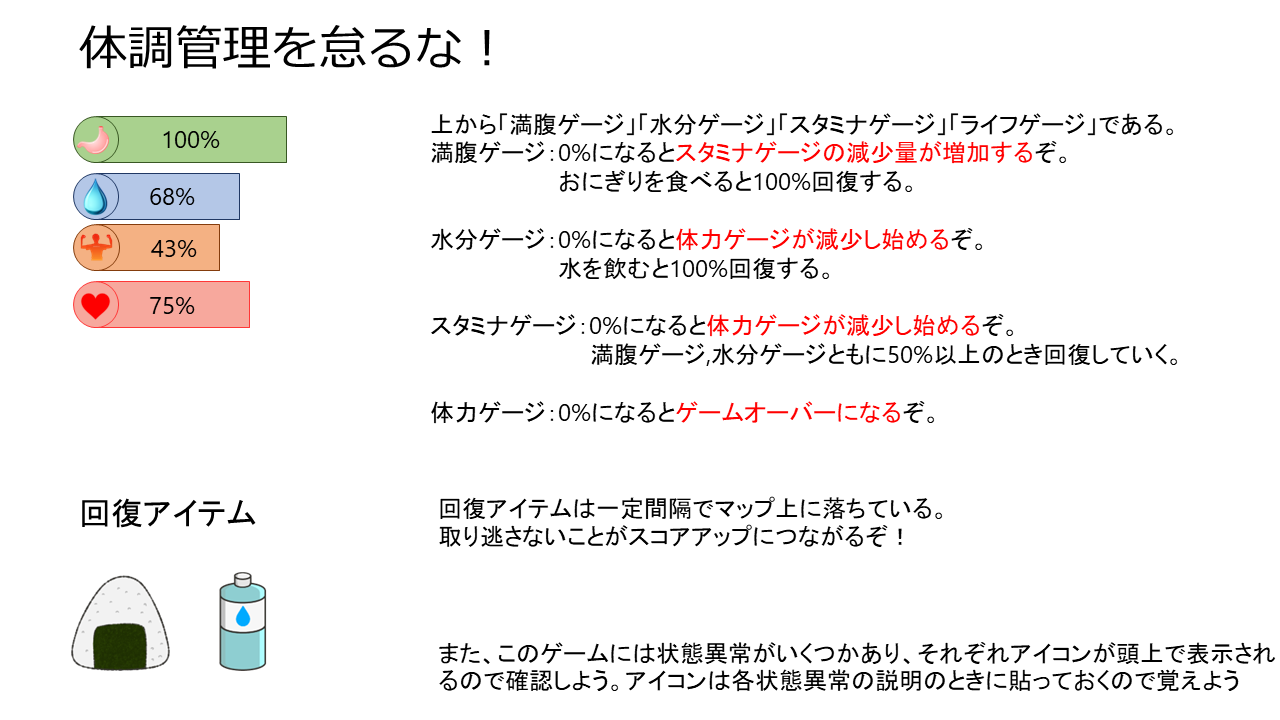 体調管理を怠るな！
100%
68%
43%
75%
上から「満腹ゲージ」「水分ゲージ」「スタミナゲージ」「ライフゲージ」である。
満腹ゲージ：0%になるとスタミナゲージの減少量が増加するぞ。
おにぎりを食べると100%回復する。
水分ゲージ：0%になると体力ゲージが減少し始めるぞ。
水を飲むと100%回復する。
スタミナゲージ：0%になると体力ゲージが減少し始めるぞ。
満腹ゲージ,水分ゲージともに50%以上のとき回復していく。
体力ゲージ：0%になるとゲームオーバーになるぞ。
回復アイテム
回復アイテムは一定間隔でマップ上に落ちている。
取り逃さないことがスコアアップにつながるぞ！
また、このゲームには状態異常がいくつかあり、それぞれアイコンが頭上で表示され
るので確認しよう。アイコンは各状態異常の説明のときに貼っておくので覚えよう